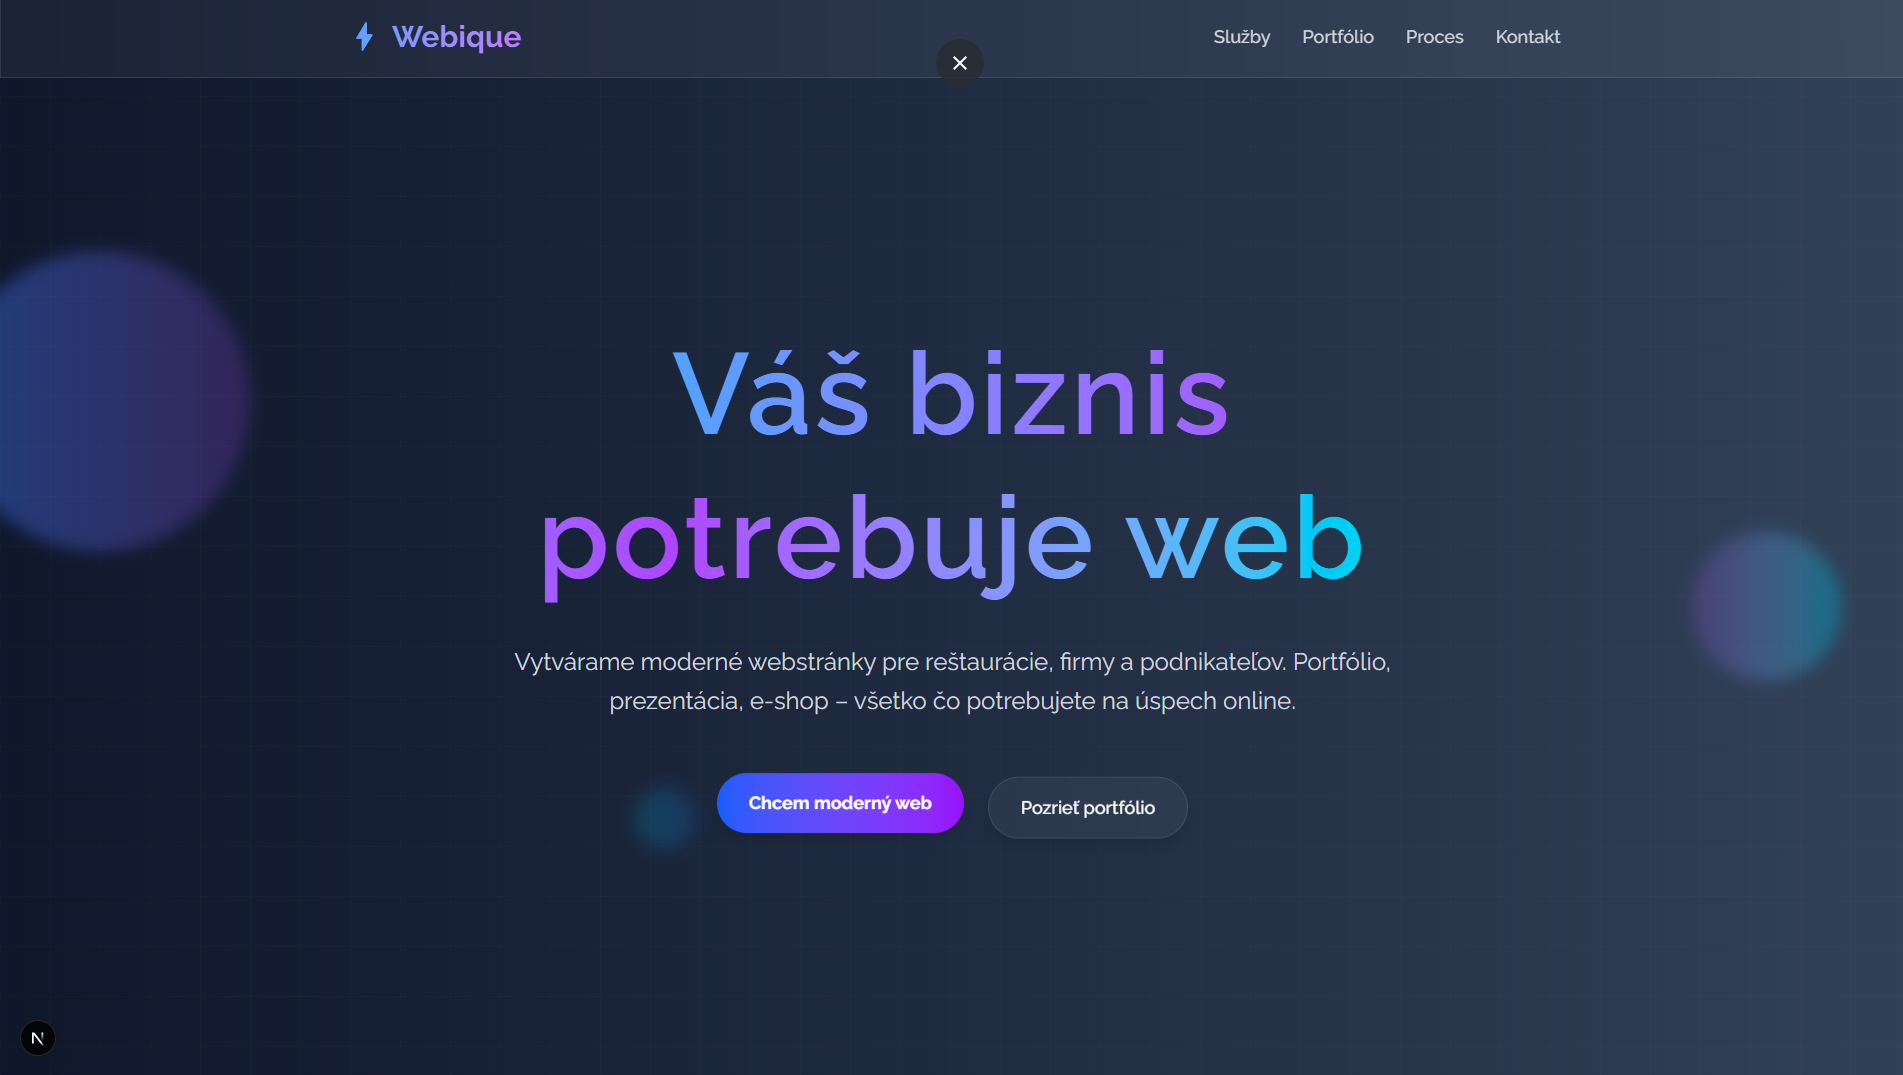 Webique
Služby Portfólio Proces Kontakt
Váš biznis
potrebuje web
Vytvárame moderné webstránky pre reštaurácie, firmy a podnikateľov. Portfólio,
prezentácia, e-shop – všetko čo potrebujete na úspech online.
Chcem moderný web
Pozrieť portfólio
N